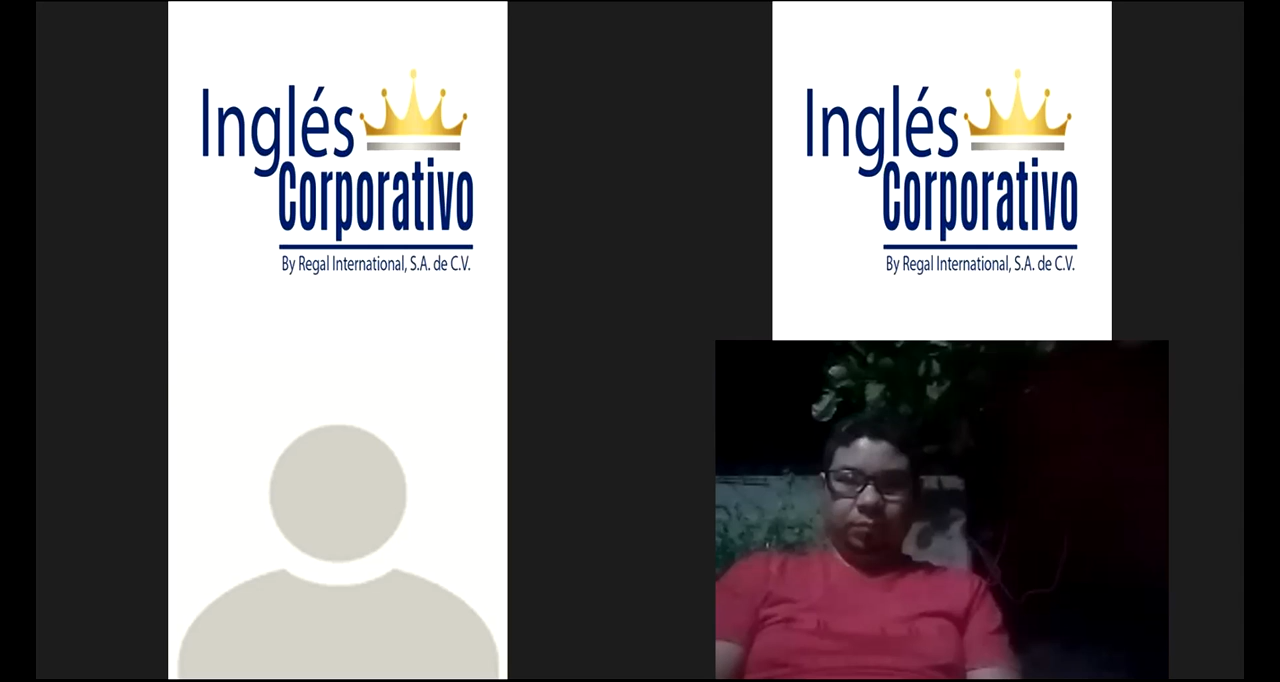 Inglés
Corporativo
By Regal International, S.A. de C.V.
Inglés
Corporativo
By Regal International, S.A. de C.V.